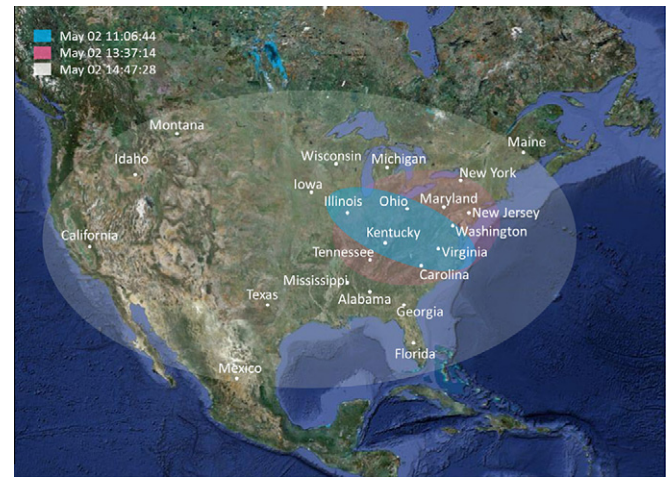 May 02 11:06:44
May 02 13:37:14
May 02 14:47:28
Montana
Maine
Idaho
Wisconsin
Michigan
New York
Iowa
Illinois
Ohio
Maryland
New Jersey
Washington
California
Kentucky
Tennessee
Virginia
Carolina
Mississippi
Texas
Alabama
Georgia
Florida
Mexico